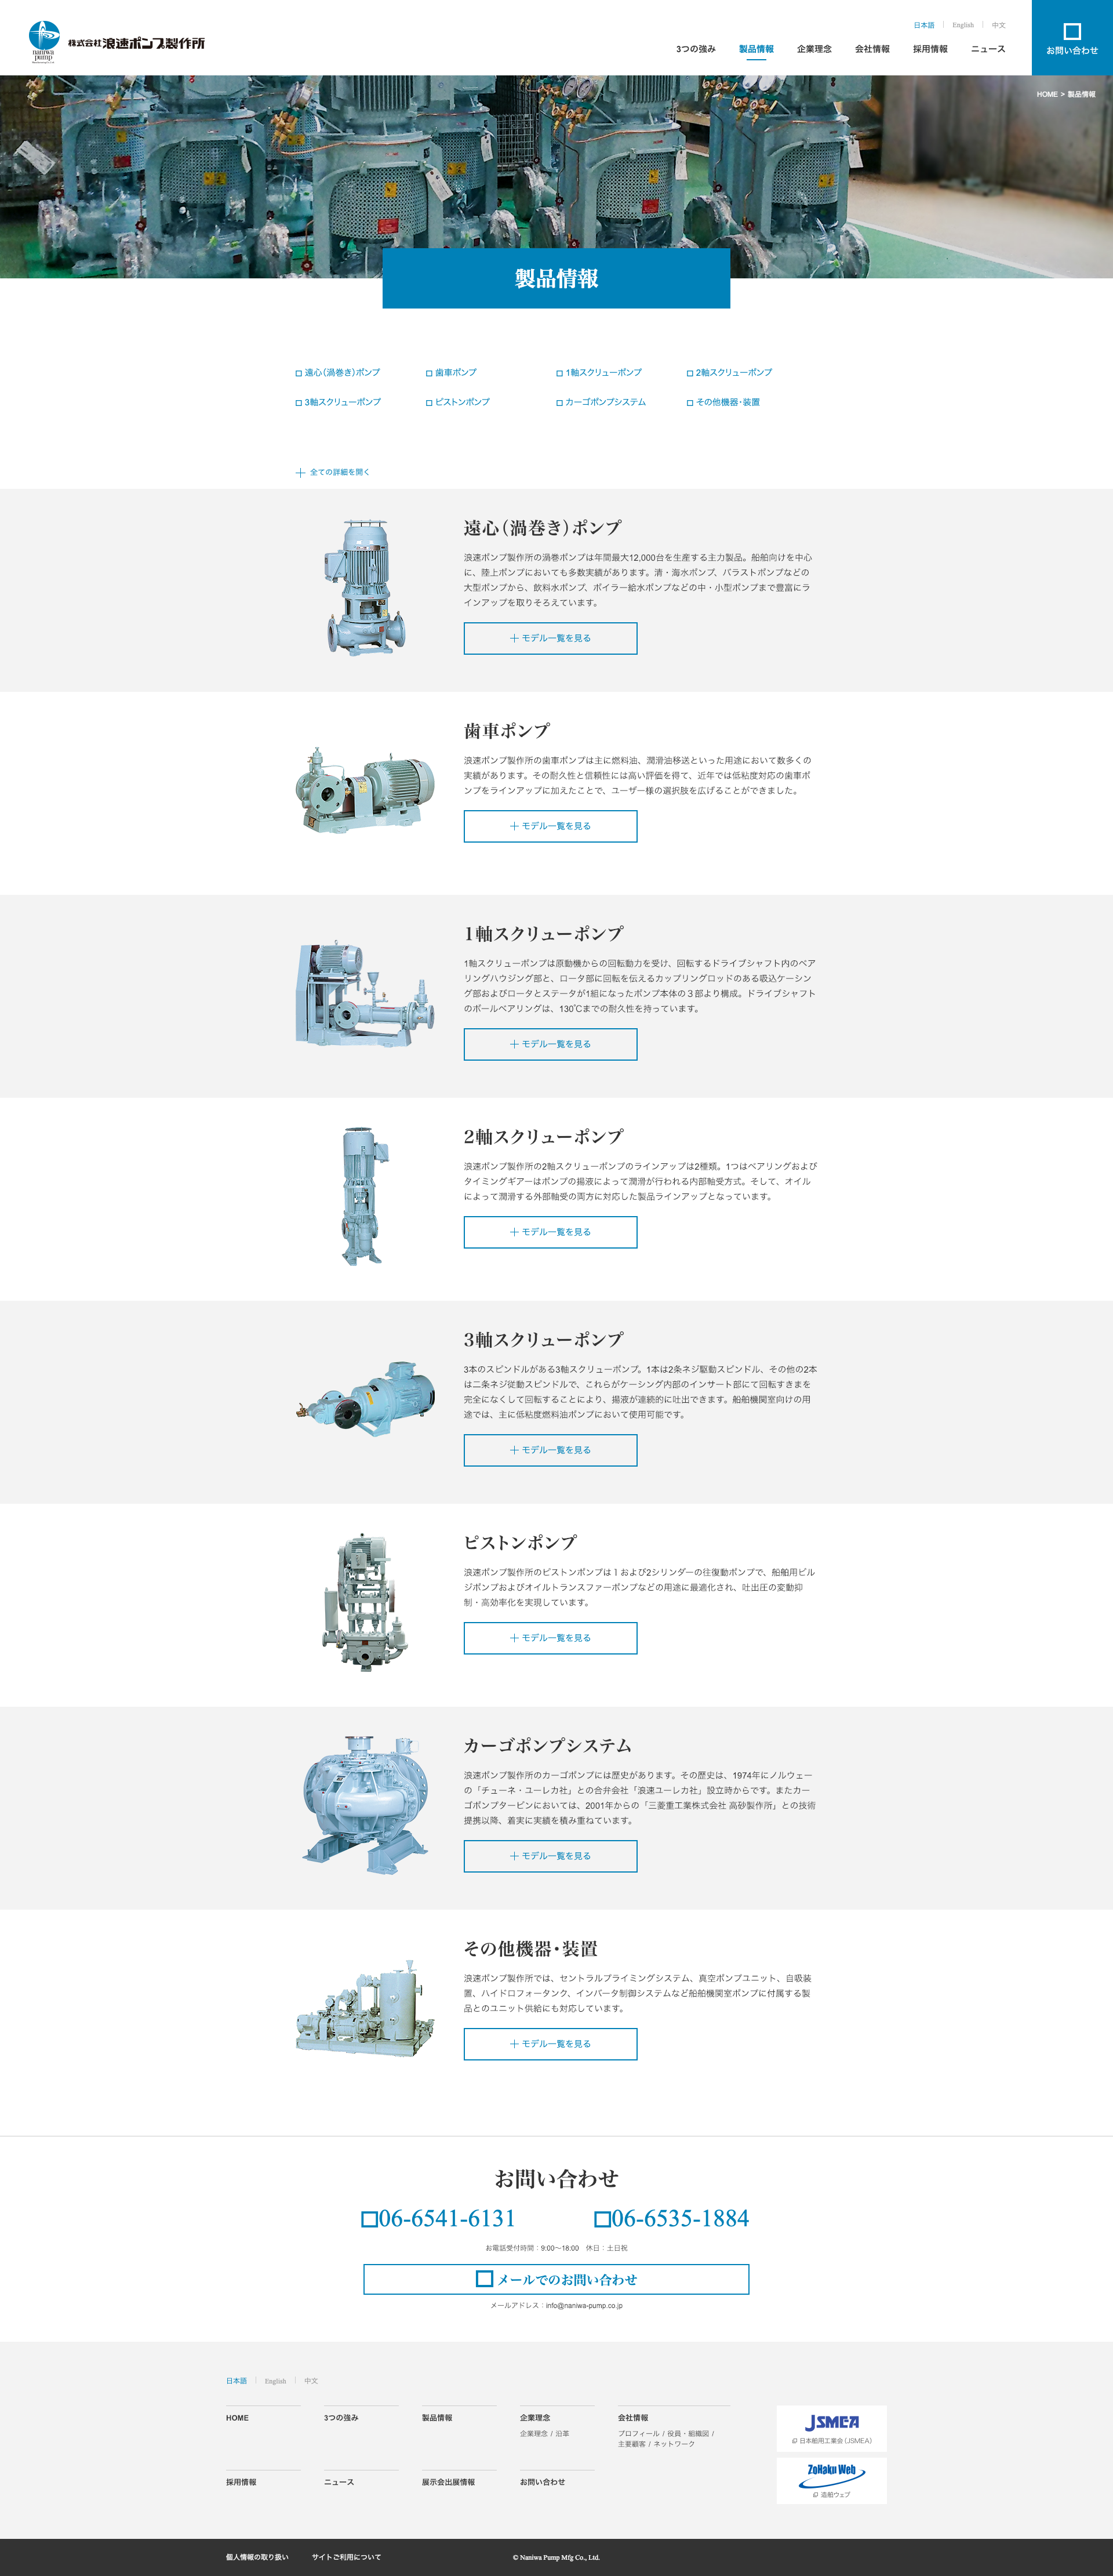 naniwa
pump
株式会社浪速ポンプ製作所
日本語
English
中文
3つの強み
製品情報
企業理念
会社情報
採用情報
ニュース
お問い合わせ
HOME > 製品情報
製品情報
遠心(渦巻き)ポンプ
歯車ポンプ
1軸スクリューポンプ
2軸スクリューポンプ
3軸スクリューポンプ
ピストンポンプ
カーゴポンプシステム
その他機器・装置
全ての詳細を開く
遠心(渦巻き)ポンプ
浪速ポンプ製作所の渦巻ポンプは年間最大12,000台を生産する主力製品。船舶向けを中心
に、陸上ポンプにおいても多数実績があります。清・海水ポンプ、バラストポンプなどの
大型ポンプから、飲料水ポンプ、ボイラー給水ポンプなどの中・小型ポンプまで豊富にラ
インアップを取りそろえています。
モデル一覧を見る
歯車ポンプ
浪速ポンプ製作所の歯車ポンプは主に燃料油、潤滑油移送といった用途において数多くの
実績があります。その耐久性と信頼性には高い評価を得て、近年では低粘度対応の歯車ポ
ンプをラインアップに加えたことで、ユーザー様の選択肢を広げることができました。
モデル一覧を見る
1軸スクリューポンプ
1軸スクリューポンプは原動機からの回転動力を受け、回転するドライブシャフト内のベア
リングハウジング部と、ロータ部に回転を伝えるカップリングロッドのある吸込ケーシン
グ部およびロータとステータが1組になったポンプ本体の３部より構成。ドライブシャフト
のボールベアリングは、130℃までの耐久性を持っています。
モデル一覧を見る
2軸スクリューポンプ
浪速ポンプ製作所の2軸スクリューポンプのラインアップは2種類。1つはベアリングおよび
タイミングギアーはポンプの揚液によって潤滑が行われる内部軸受方式。そして、オイル
によって潤滑する外部軸受の両方に対応した製品ラインアップとなっています。
モデル一覧を見る
3軸スクリューポンプ
3本のスピンドルがある3軸スクリューポンプ。1本は2条ネジ駆動スピンドル、その他の2本
は二条ネジ従動スピンドルで、これらがケーシング内部のインサート部にて回転すきまを
完全になくして回転することにより、揚液が連続的に吐出できます。船舶機関室向けの用
途では、主に低粘度燃料油ポンプにおいて使用可能です。
モデル一覧を見る
ピストンポンプ
浪速ポンプ製作所のピストンポンプは１および2シリンダーの往復動ポンプで、船舶用ビル
ジポンプおよびオイルトランスファーポンプなどの用途に最適化され、吐出圧の変動抑
制・高効率化を実現しています。
モデル一覧を見る
カーゴポンプシステム
浪速ポンプ製作所のカーゴポンプには歴史があります。その歴史は、1974年にノルウェー
の「チューネ・ユーレカ社」との合弁会社「浪速ユーレカ社」設立時からです。またカー
ゴポンプタービンにおいては、2001年からの「三菱重工業株式会社 高砂製作所」との技術
提携以降、着実に実績を積み重ねています。
モデル一覧を見る
その他機器・装置
浪速ポンプ製作所では、セントラルプライミングシステム、真空ポンプユニット、自吸装
置、ハイドロフォータンク、インバータ制御システムなど船舶機関室ポンプに付属する製
品とのユニット供給にも対応しています。
モデル一覧を見る
お問い合わせ
06-6541-6131
06-6535-1884
お電話受付時間：9:00〜18:00　休日：土日祝
メールでのお問い合わせ
メールアドレス：info@naniwa-pump.co.jp
日本語
English
中文
HOME
3つの強み
製品情報
企業理念
企業理念 / 沿革
会社情報
プロフィール / 役員・組織図 /
主要顧客 / ネットワーク
採用情報
ニュース
展示会出展情報
お問い合わせ
JSMEA
日本舶用工業会(JSMEA)
ZoHaku Web
造舶ウェブ
個人情報の取り扱い
サイトご利用について
© Naniwa Pump Mfg Co., Ltd.